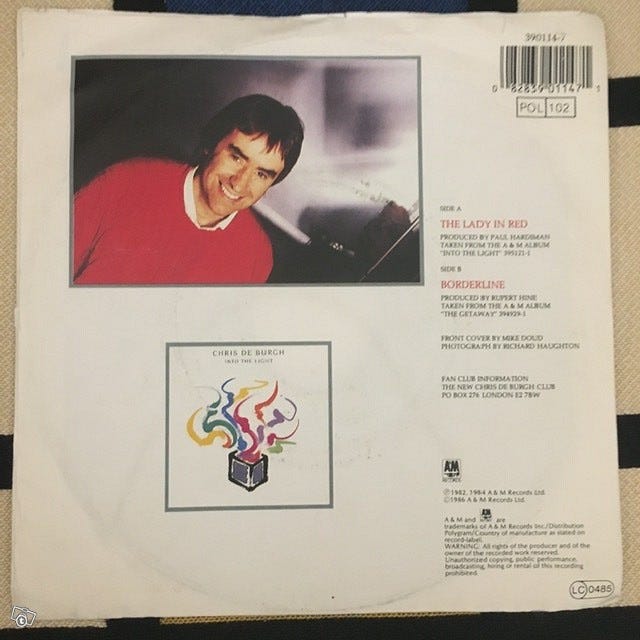 390114-7
0 82839 01147 1
POL 102
SIDE A
THE LADY IN RED
PRODUCED BY PAUL HARDIMAN
TAKEN FROM THE A & M ALBUM
"INTO THE LIGHT" 395121-1
SIDE B
BORDERLINE
PRODUCED BY RUPERT HINE
TAKEN FROM THE A & M ALBUM
"THE GETAWAY" 394929-1
FRONT COVER BY MIKE DOUD
PHOTOGRAPH BY RICHARD HAUGHTON
FAN CLUB INFORMATION
THE NEW CHRIS DE BURGH CLUB
PO BOX 276 LONDON E2 7BW
CHRIS DE BURGH
INTO THE LIGHT
A&M
RECORDS
℗1982, 1984 A & M Records Ltd.
©1986 A & M Records Ltd.
A & M and A&M are
trademarks of A & M Records Inc./Distribution
Polygram/Country of manufacture as stated on
record-label.
WARNING: All rights of the producer and of the
owner of the recorded work reserved.
Unauthorized copying, public performance,
broadcasting, hiring or rental of this recording
prohibited.
LC 0485